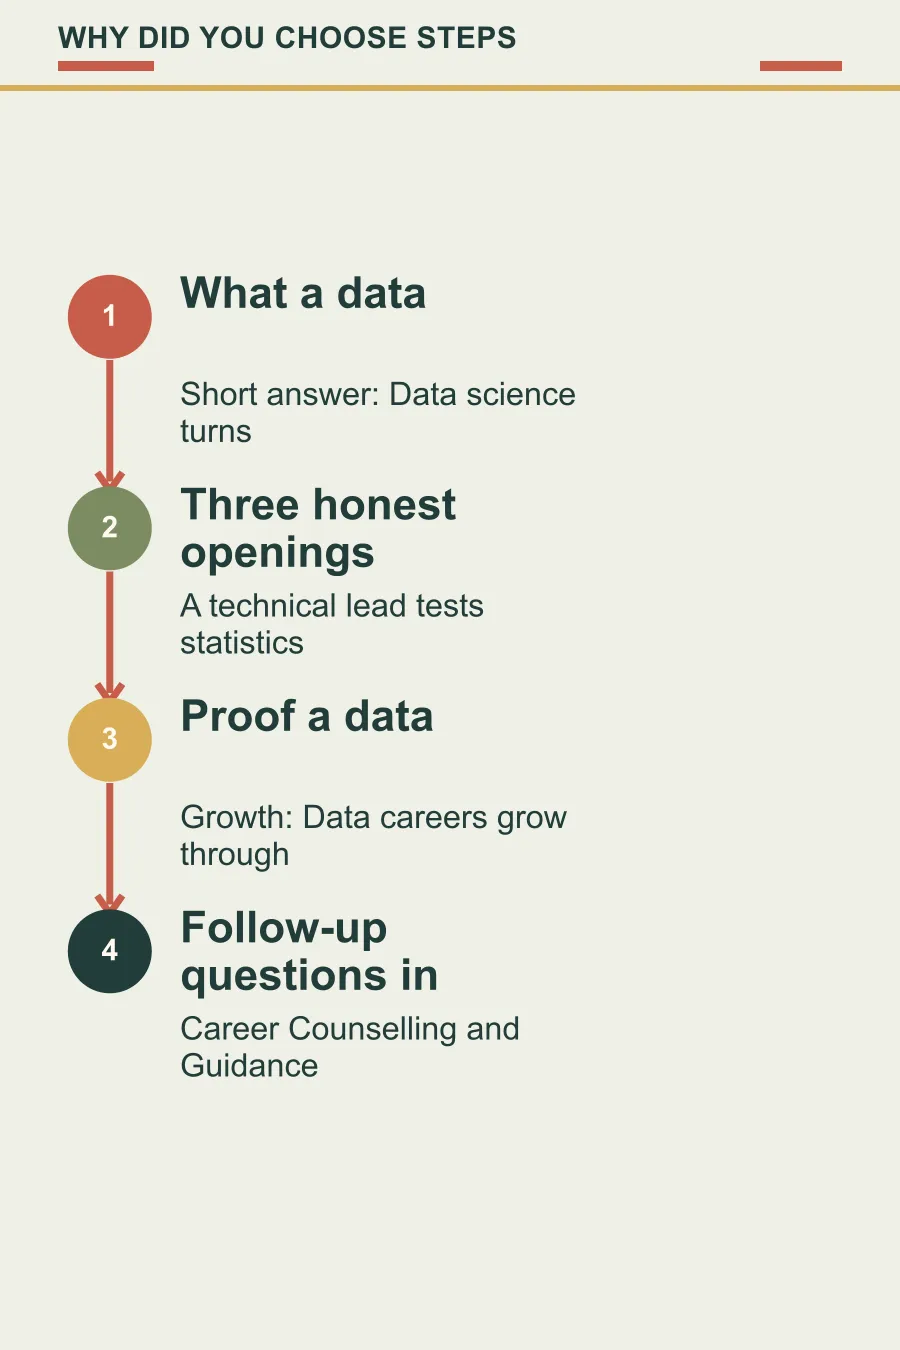 WHY DID YOU CHOOSE STEPS
1
What a data
Short answer: Data science
turns
2
Three honest
openings
A technical lead tests
statistics
3
Proof a data
Growth: Data careers grow
through
4
Follow-up
questions in
Career Counselling and
Guidance